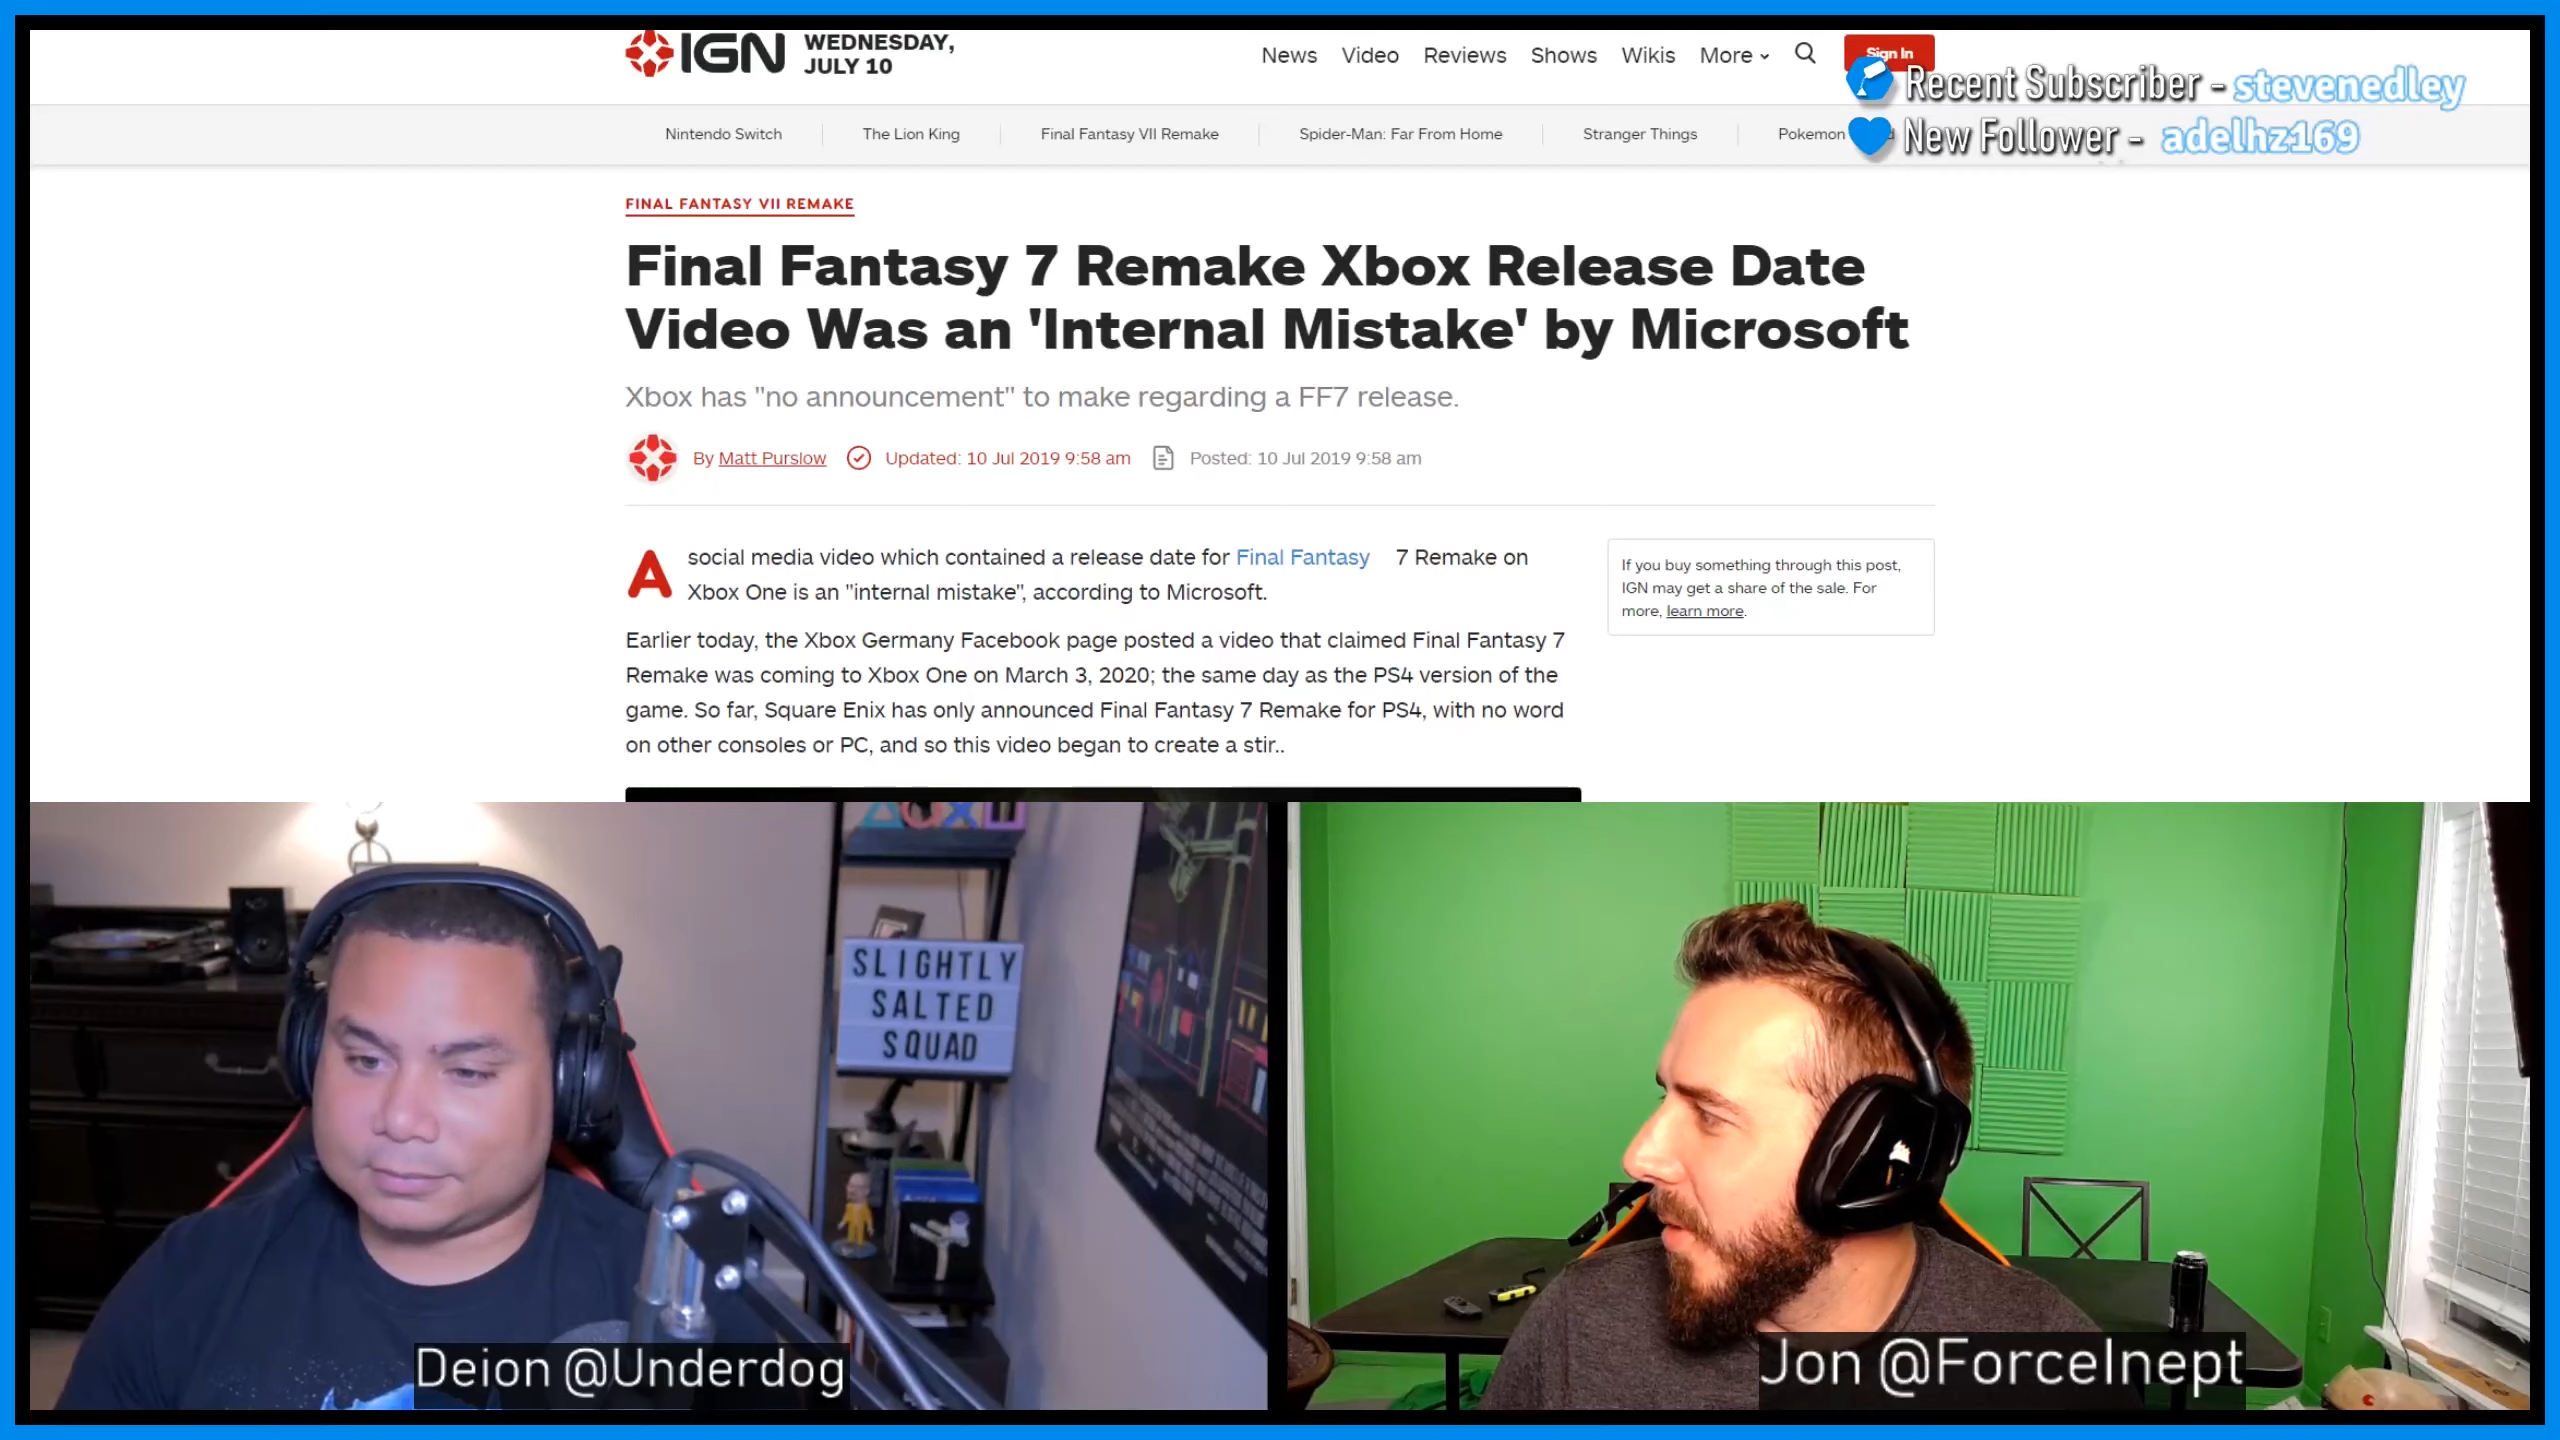 IGN
WEDNESDAY,
JULY 10
News Video Reviews Shows Wikis More
Sign In
Recent Subscriber - stevenedley
New Follower - adelhz169
Nintendo Switch
The Lion King
Final Fantasy VII Remake
Spider-Man: Far From Home
Stranger Things
Pokemon
FINAL FANTASY VII REMAKE
Final Fantasy 7 Remake Xbox Release Date
Video Was an 'Internal Mistake' by Microsoft
Xbox has "no announcement" to make regarding a FF7 release.
By Matt Purslow Updated: 10 Jul 2019 9:58 am Posted: 10 Jul 2019 9:58 am
A social media video which contained a release date for Final Fantasy 7 Remake on
Xbox One is an "internal mistake", according to Microsoft.
Earlier today, the Xbox Germany Facebook page posted a video that claimed Final Fantasy 7
Remake was coming to Xbox One on March 3, 2020; the same day as the PS4 version of the
game. So far, Square Enix has only announced Final Fantasy 7 Remake for PS4, with no word
on other consoles or PC, and so this video began to create a stir..
If you buy something through this post,
IGN may get a share of the sale. For
more, learn more.
SLIGHTLY
SALTED
SQUAD
Deion @Underdog
Jon @ForceInept